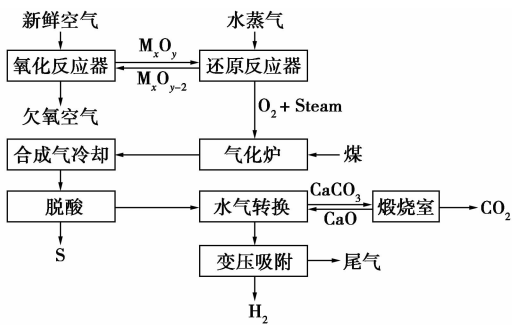 新鲜空气
水蒸气
氧化反应器
MₓOᵧ
MₓOᵧ₋₂
还原反应器
欠氧空气
O₂ + Steam
合成气冷却
气化炉
煤
脱酸
水气转换
CaCO₃
CaO
煅烧室
CO₂
S
变压吸附
尾气
H₂